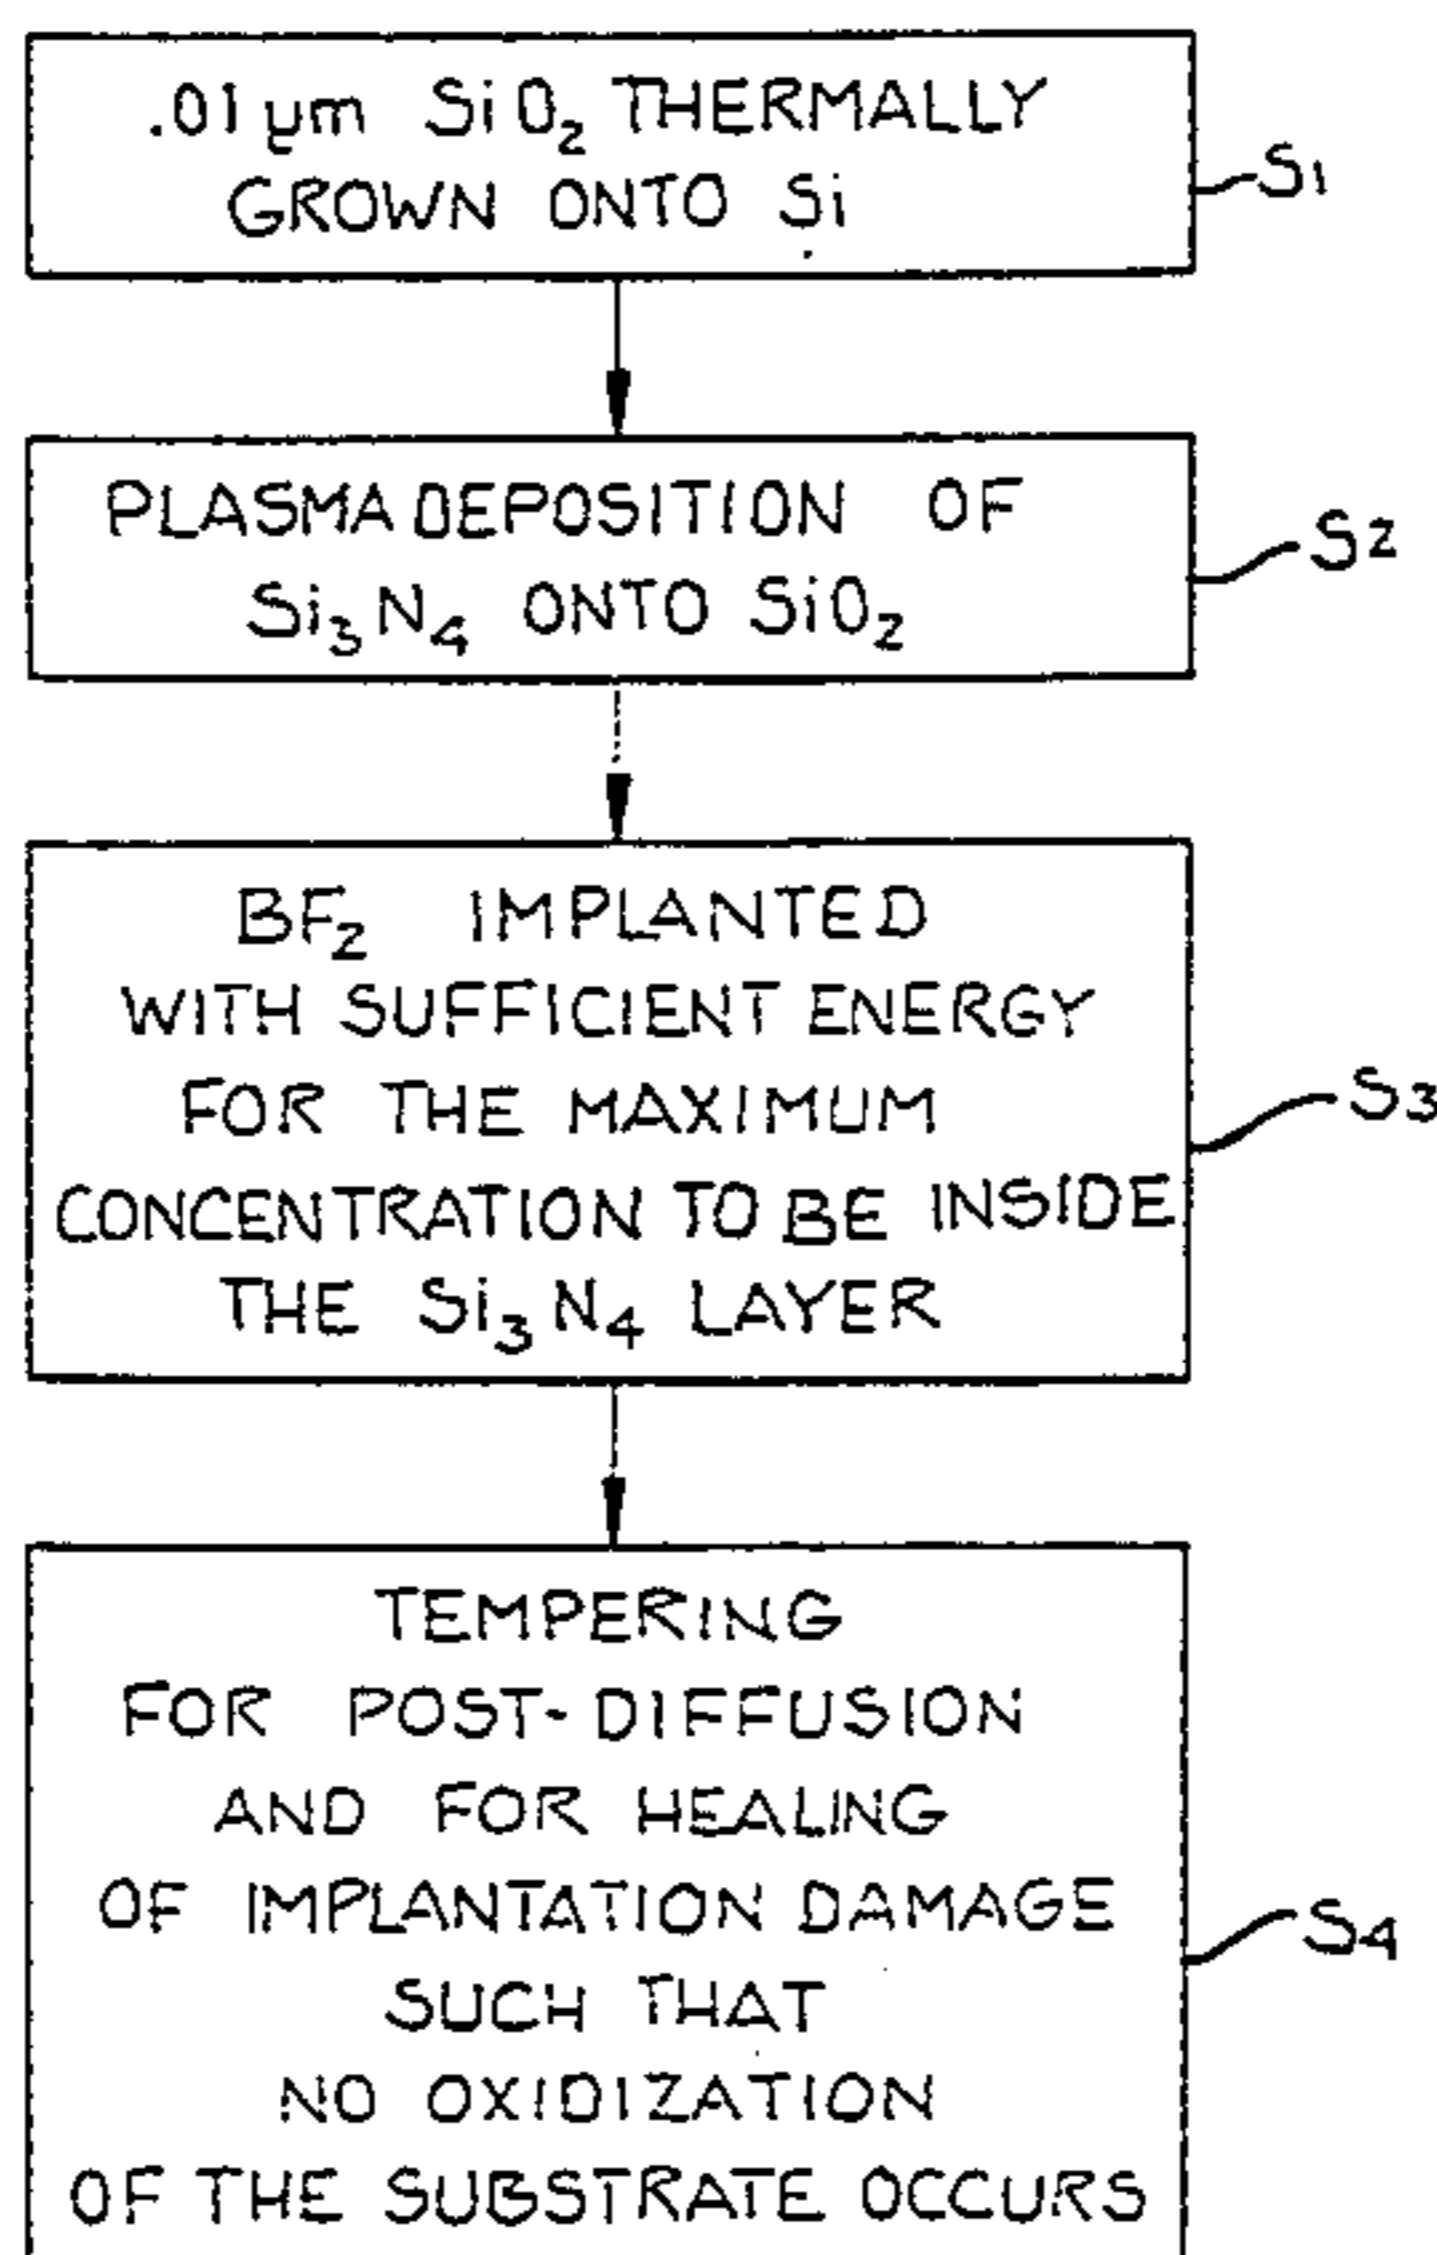 .01 µm SiO₂ THERMALLY
GROWN ONTO Si
S1
PLASMA DEPOSITION OF
Si₃N₄ ONTO SiO₂
S2
BF₂ IMPLANTED
WITH SUFFICIENT ENERGY
FOR THE MAXIMUM
CONCENTRATION TO BE INSIDE
THE Si₃N₄ LAYER
S3
TEMPERING
FOR POST-DIFFUSION
AND FOR HEALING
OF IMPLANTATION DAMAGE
SUCH THAT
NO OXIDIZATION
OF THE SUBSTRATE OCCURS
S4